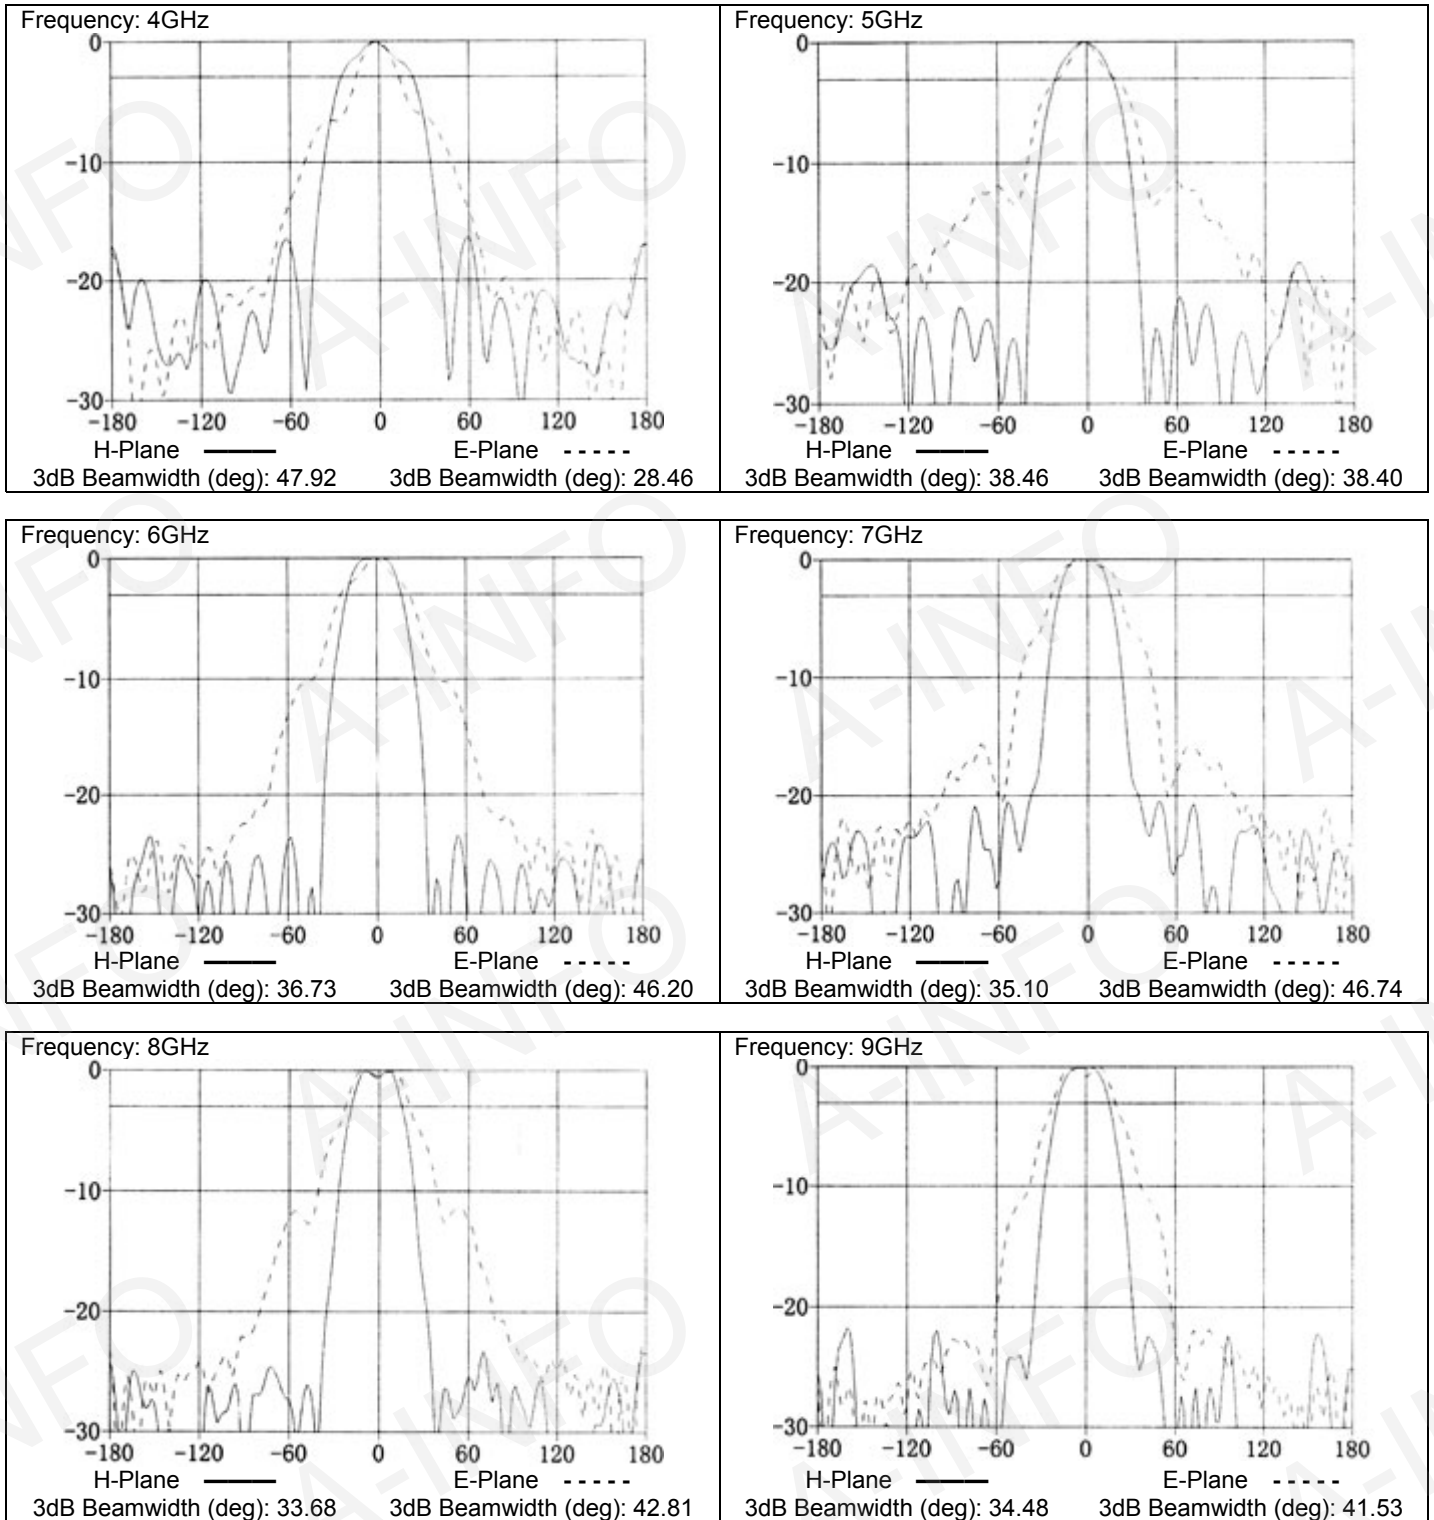 Frequency: 4GHz
0
-10
-20
-30
-180 -120 -60 0 60 120 180
H-Plane E-Plane
3dB Beamwidth (deg): 47.92 3dB Beamwidth (deg): 28.46
Frequency: 5GHz
0
-10
-20
-30
-180 -120 -60 0 60 120 180
H-Plane E-Plane
3dB Beamwidth (deg): 38.46 3dB Beamwidth (deg): 38.40
Frequency: 6GHz
0
-10
-20
-30
-180 -120 -60 0 60 120 180
H-Plane E-Plane
3dB Beamwidth (deg): 36.73 3dB Beamwidth (deg): 46.20
Frequency: 7GHz
0
-10
-20
-30
-180 -120 -60 0 60 120 180
H-Plane E-Plane
3dB Beamwidth (deg): 35.10 3dB Beamwidth (deg): 46.74
Frequency: 8GHz
0
-10
-20
-30
-180 -120 -60 0 60 120 180
H-Plane E-Plane
3dB Beamwidth (deg): 33.68 3dB Beamwidth (deg): 42.81
Frequency: 9GHz
0
-10
-20
-30
-180 -120 -60 0 60 120 180
H-Plane E-Plane
3dB Beamwidth (deg): 34.48 3dB Beamwidth (deg): 41.53
A-INFO
A-INFO
A-INFO
A-INFO
A-INFO
A-INFO